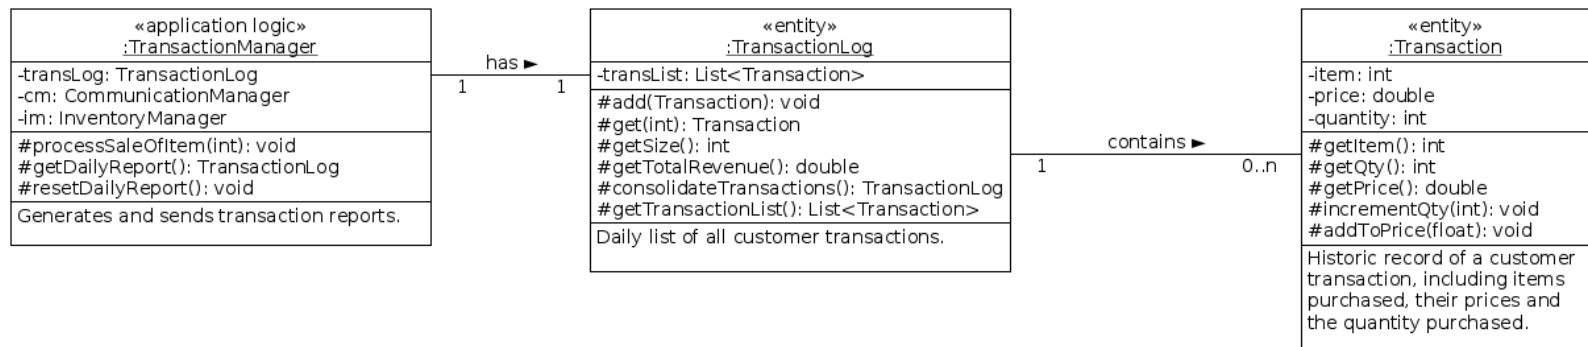 «application logic»
:TransactionManager
-transLog: TransactionLog
-cm: CommunicationManager
-im: InventoryManager
#processSaleOfItem(int): void
#getDailyReport(): TransactionLog
#resetDailyReport(): void
Generates and sends transaction reports.
has ►
1 1
«entity»
:TransactionLog
-transList: List<Transaction>
#add(Transaction): void
#get(int): Transaction
#getSize(): int
#getTotalRevenue(): double
#consolidateTransactions(): TransactionLog
#getTransactionList(): List<Transaction>
Daily list of all customer transactions.
contains ►
1 0..n
«entity»
:Transaction
-item: int
-price: double
-quantity: int
#getItem(): int
#getQty(): int
#getPrice(): double
#incrementQty(int): void
#addToPrice(float): void
Historic record of a customer
transaction, including items
purchased, their prices and
the quantity purchased.